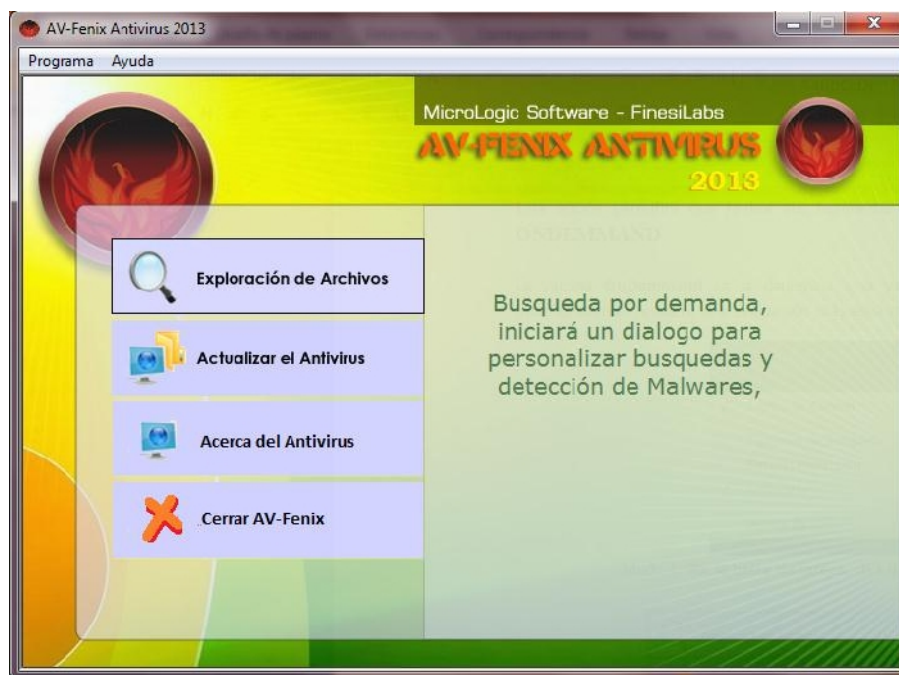 AV-Fenix Antivirus 2013
Programa Ayuda
MicroLogic Software - FinesiLabs
AV-FENIX ANTIVIRUS
2013
ONDEMMAND
Exploración de Archivos
Actualizar el Antivirus
Acerca del Antivirus
Cerrar AV-Fenix
Busqueda por demanda,
iniciará un dialogo para
personalizar busquedas y
detección de Malwares,